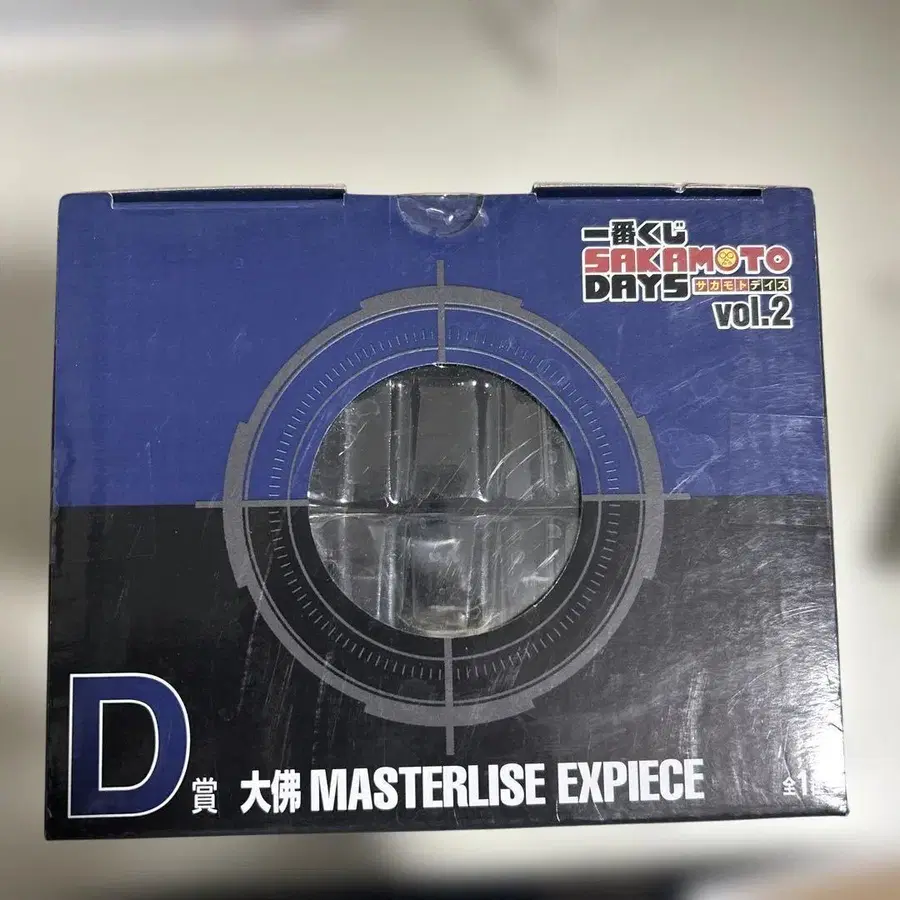 一番くじ
SAKAMOTO
DAYS サカモトデイズ
vol.2
D賞 大佛 MASTERLISE EXPIECE
全1